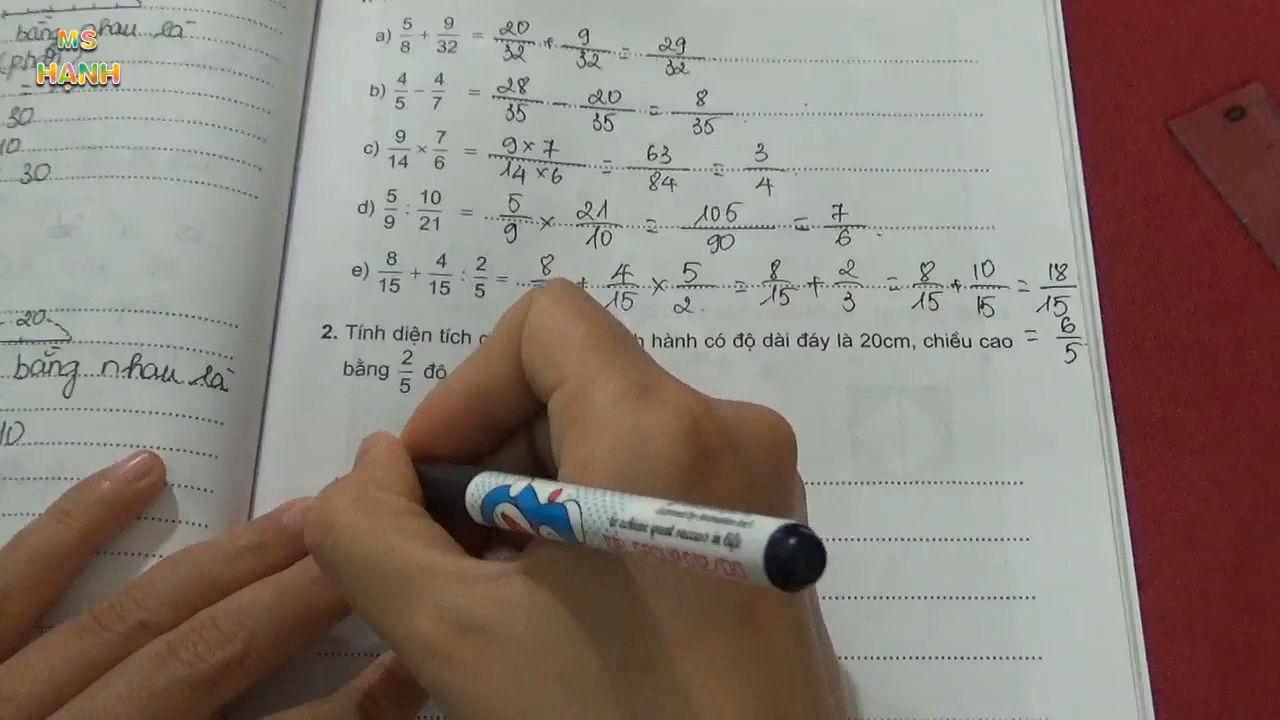 MS
HẠNH
bằng nhau là
30
10
30
20
bằng nhau là
10
a) 5/8 + 9/32 = 20/32 + 9/32 = 29/32
b) 4/5 - 4/7 = 28/35 - 20/35 = 8/35
c) 9/14 × 7/6 = 9 × 7/14 × 6 = 63/84 = 3/4
d) 5/9 : 10/21 = 5/9 × 21/10 = 105/90 = 7/6
e) 8/15 + 4/15 : 2/5 = 8 + 4/15 × 5/2 = 8/15 + 2/3 = 8/15 + 10/15 = 18/15
= 6/5
2. Tính diện tích hành có độ dài đáy là 20cm, chiều cao
bằng 2/5 độ